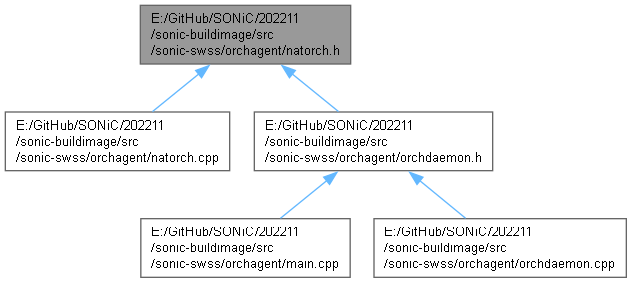 E:/GitHub/SONiC/202211
/sonic-buildimage/src
/sonic-swss/orchagent/natorch.h
E:/GitHub/SONiC/202211
/sonic-buildimage/src
/sonic-swss/orchagent/natorch.cpp
E:/GitHub/SONiC/202211
/sonic-buildimage/src
/sonic-swss/orchagent/orchdaemon.h
E:/GitHub/SONiC/202211
/sonic-buildimage/src
/sonic-swss/orchagent/main.cpp
E:/GitHub/SONiC/202211
/sonic-buildimage/src
/sonic-swss/orchagent/orchdaemon.cpp